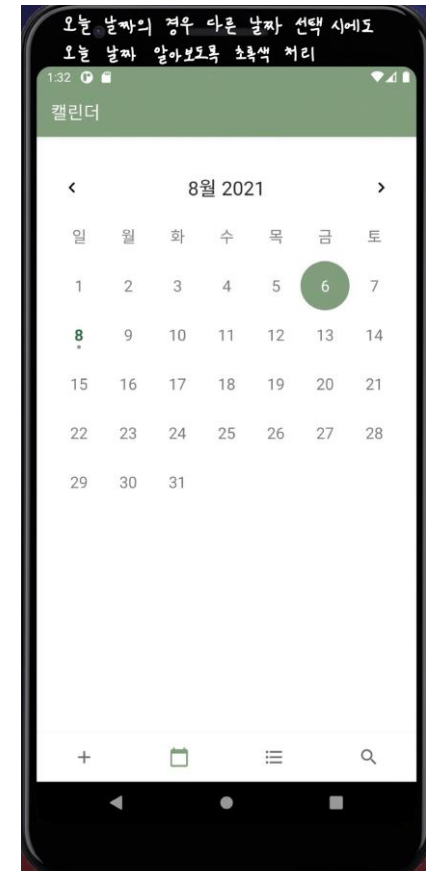 오늘 날짜의 경우 다른 날짜 선택 시에도
오늘 날짜 알아보도록 초록색 처리
1:32
캘린더
8월 2021
일 월 화 수 목 금 토
1 2 3 4 5 6 7
8 9 10 11 12 13 14
15 16 17 18 19 20 21
22 23 24 25 26 27 28
29 30 31